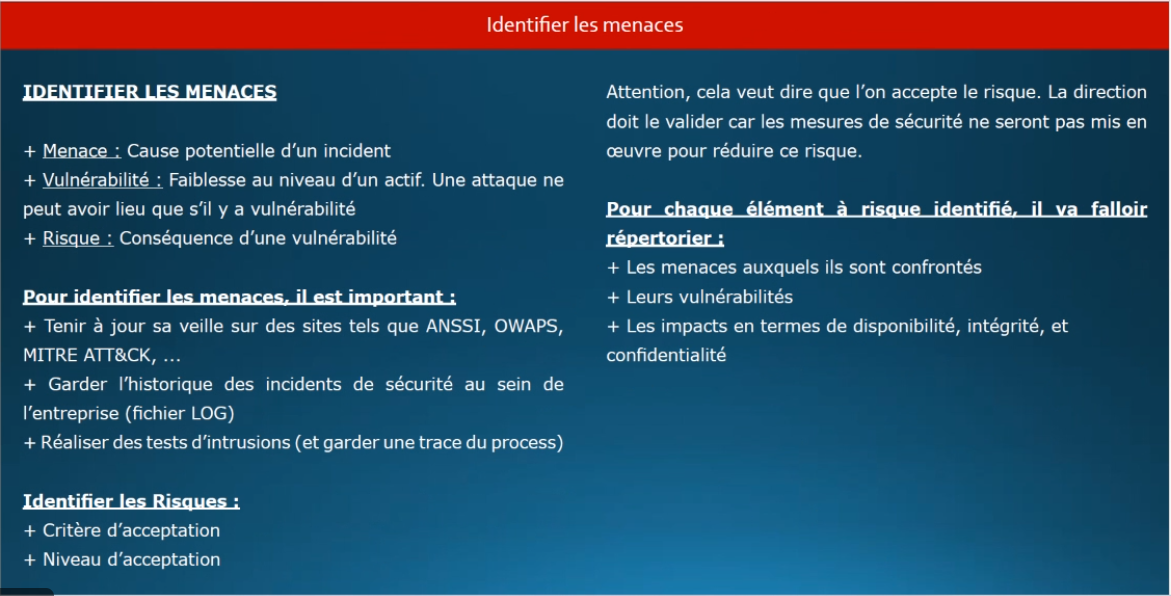 Identifier les menaces
IDENTIFIER LES MENACES
+ Menace : Cause potentielle d’un incident
+ Vulnérabilité : Faiblesse au niveau d’un actif. Une attaque ne
peut avoir lieu que s’il y a vulnérabilité
+ Risque : Conséquence d’une vulnérabilité
Pour identifier les menaces, il est important :
+ Tenir à jour sa veille sur des sites tels que ANSSI, OWAPS,
MITRE ATT&CK, ...
+ Garder l’historique des incidents de sécurité au sein de
l’entreprise (fichier LOG)
+ Réaliser des tests d’intrusions (et garder une trace du process)
Identifier les Risques :
+ Critère d’acceptation
+ Niveau d’acceptation
Attention, cela veut dire que l’on accepte le risque. La direction
doit le valider car les mesures de sécurité ne seront pas mis en
œuvre pour réduire ce risque.
Pour chaque élément à risque identifié, il va falloir
répertorier :
+ Les menaces auxquels ils sont confrontés
+ Leurs vulnérabilités
+ Les impacts en termes de disponibilité, intégrité, et
confidentialité